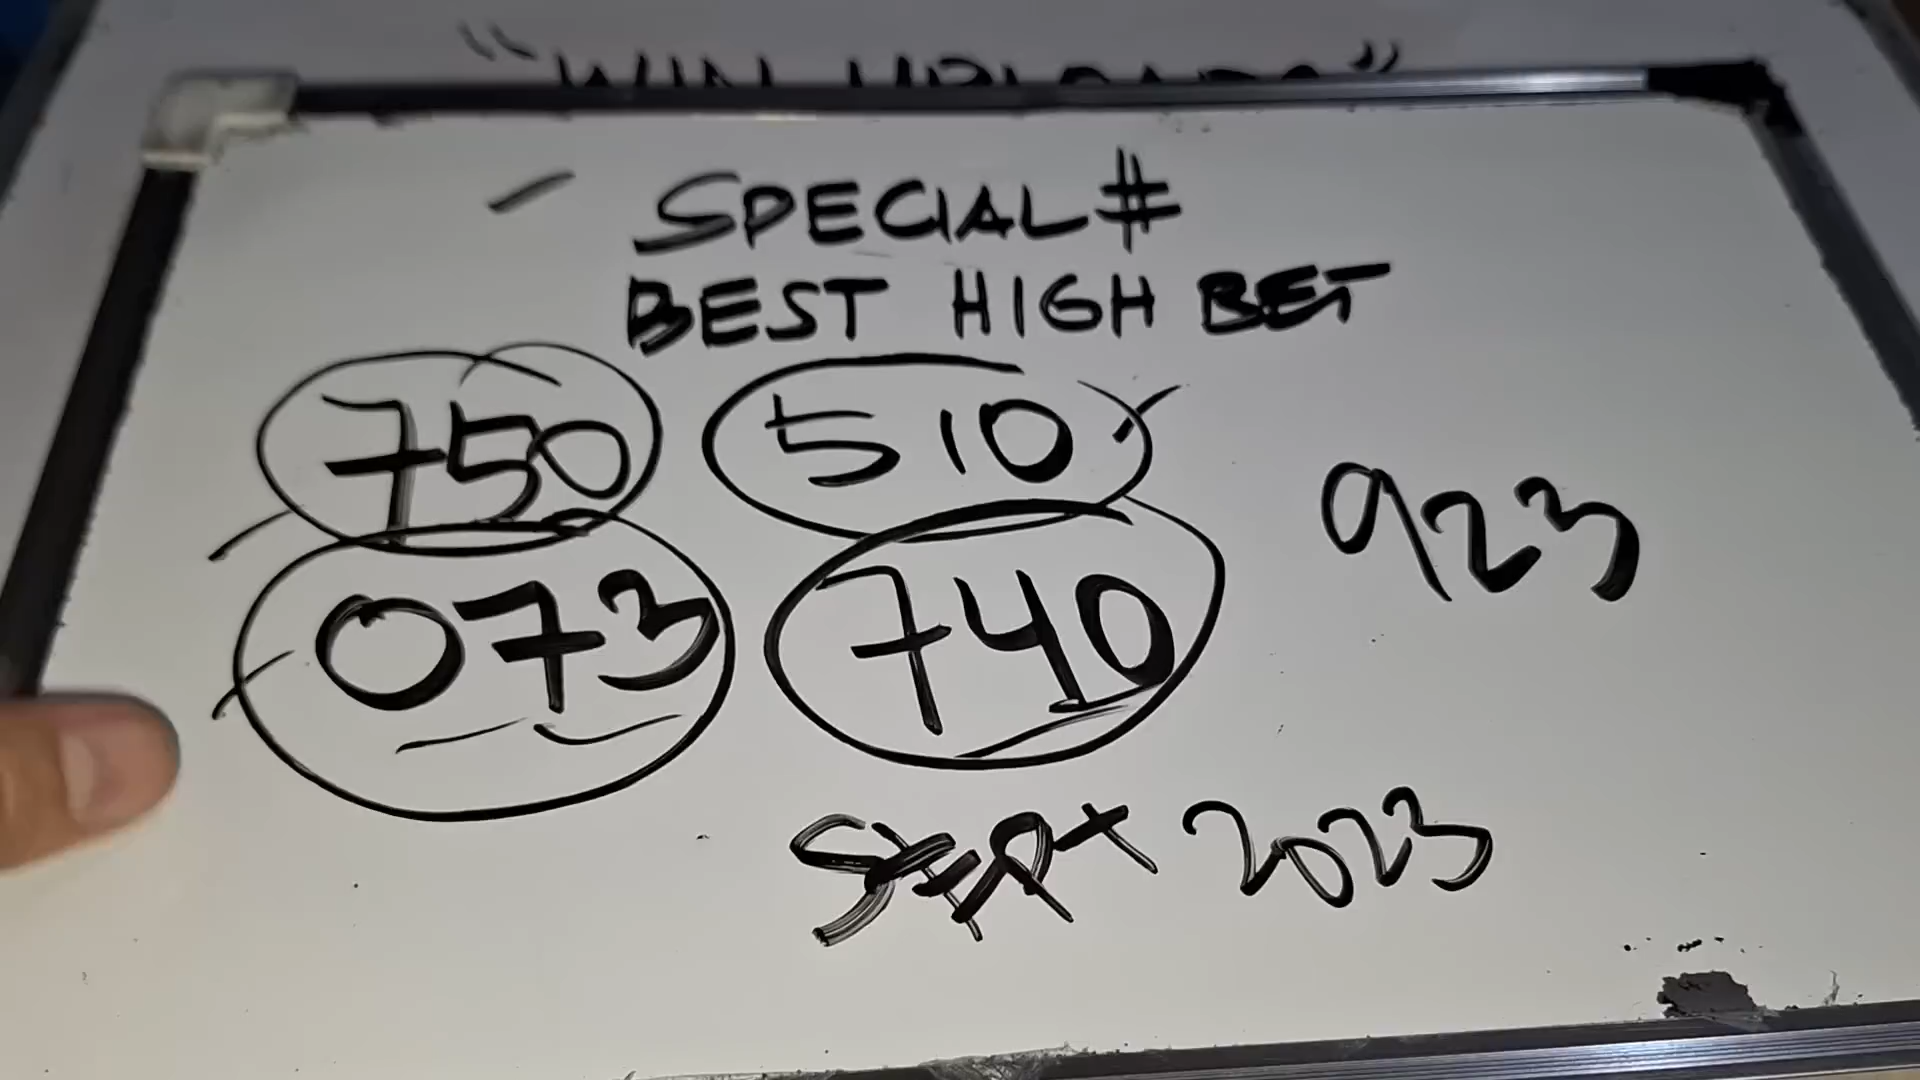 SPECIAL #
BEST HIGH BET
750 510
923
073 740
SEPT 2023